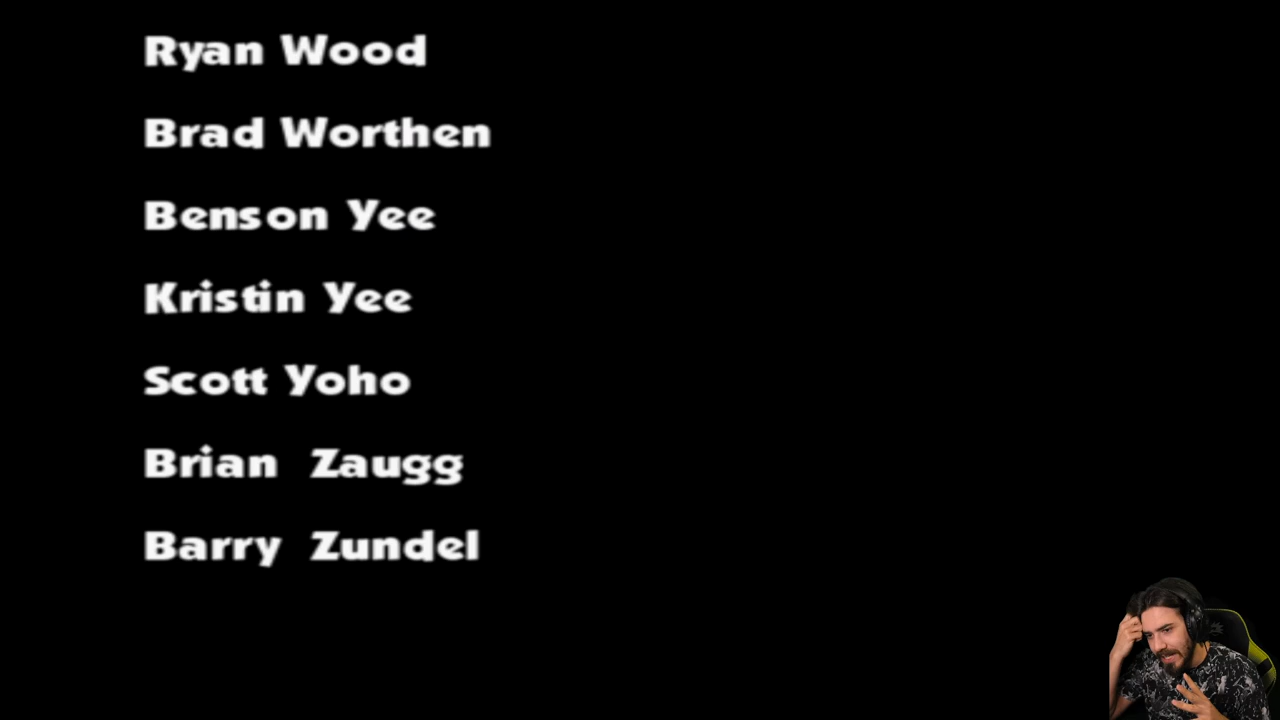 Ryan Wood
Brad Worthen
Benson Yee
Kristin Yee
Scott Yoho
Brian Zaugg
Barry Zundel